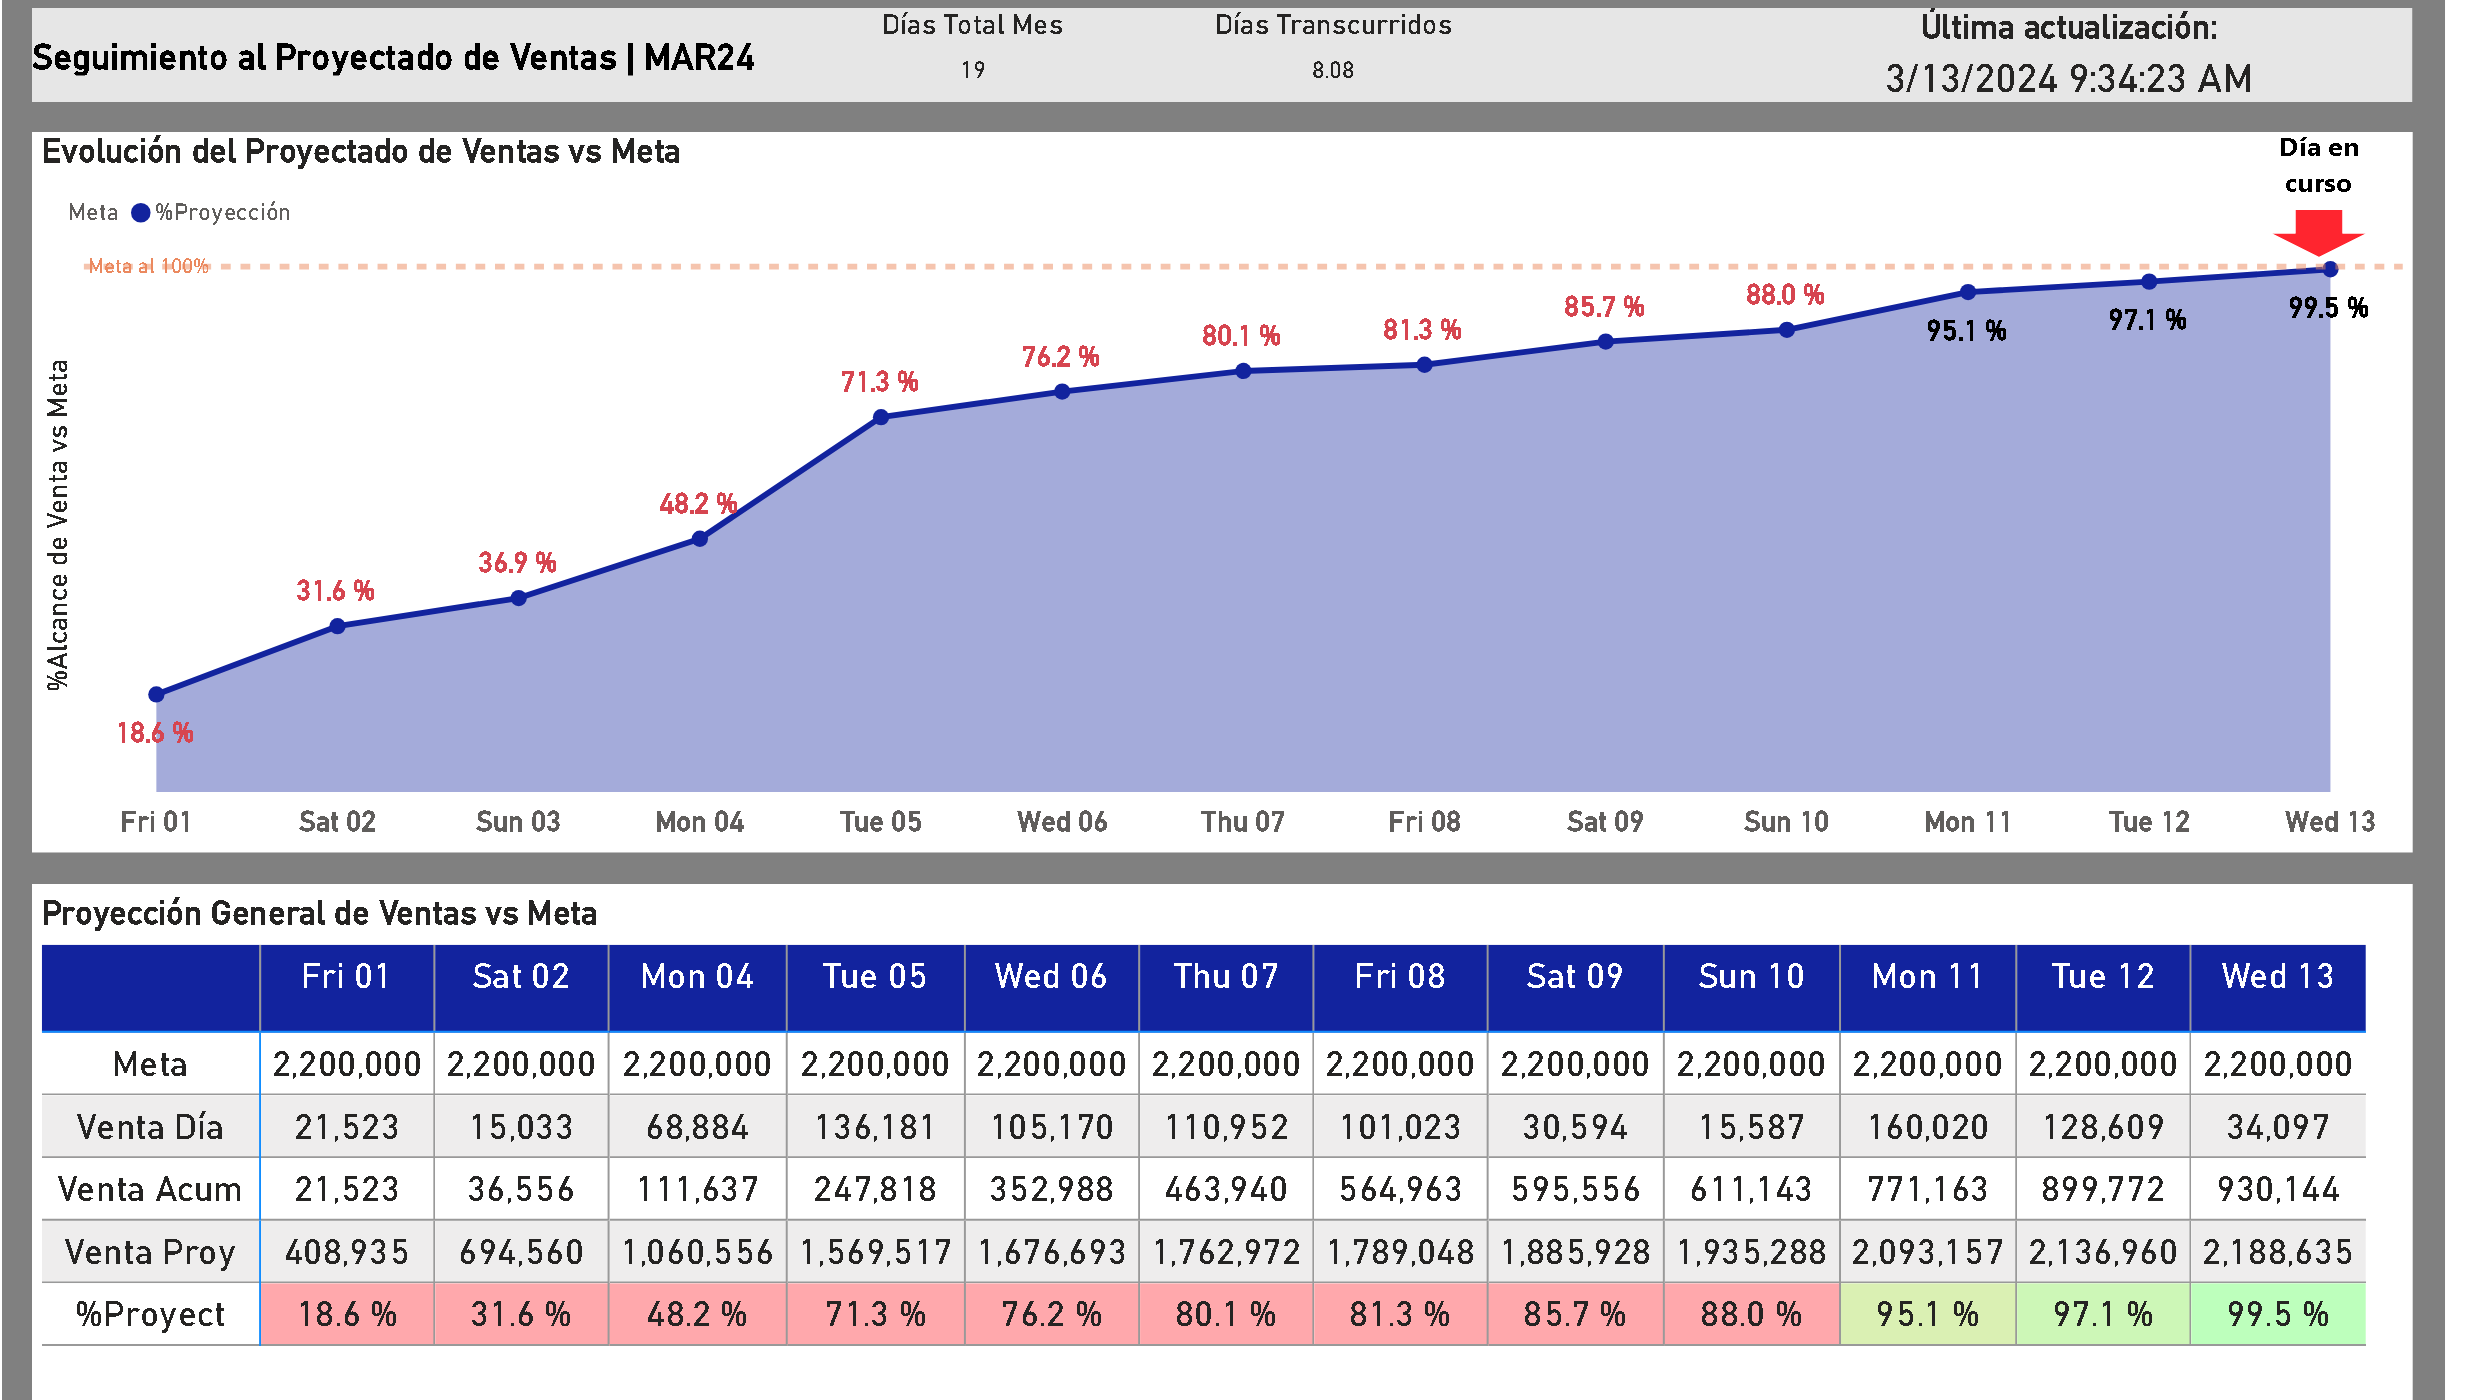 Seguimiento al Proyectado de Ventas | MAR24
Días Total Mes
19
Días Transcurridos
8.08
Última actualización:
3/13/2024 9:34:23 AM
Evolución del Proyectado de Ventas vs Meta
Día en
curso
Meta %Proyección
Meta al 100%
%Alcance de Venta vs Meta
18.6 %
31.6 %
36.9 %
48.2 %
71.3 %
76.2 %
80.1 %
81.3 %
85.7 %
88.0 %
95.1 %
97.1 %
99.5 %
Fri 01 Sat 02 Sun 03 Mon 04 Tue 05 Wed 06 Thu 07 Fri 08 Sat 09 Sun 10 Mon 11 Tue 12 Wed 13
Proyección General de Ventas vs Meta
Fri 01 Sat 02 Mon 04 Tue 05 Wed 06 Thu 07 Fri 08 Sat 09 Sun 10 Mon 11 Tue 12 Wed 13
Meta 2,200,000 2,200,000 2,200,000 2,200,000 2,200,000 2,200,000 2,200,000 2,200,000 2,200,000 2,200,000 2,200,000 2,200,000
Venta Día 21,523 15,033 68,884 136,181 105,170 110,952 101,023 30,594 15,587 160,020 128,609 34,097
Venta Acum 21,523 36,556 111,637 247,818 352,988 463,940 564,963 595,556 611,143 771,163 899,772 930,144
Venta Proy 408,935 694,560 1,060,556 1,569,517 1,676,693 1,762,972 1,789,048 1,885,928 1,935,288 2,093,157 2,136,960 2,188,635
%Proyect 18.6 % 31.6 % 48.2 % 71.3 % 76.2 % 80.1 % 81.3 % 85.7 % 88.0 % 95.1 % 97.1 % 99.5 %